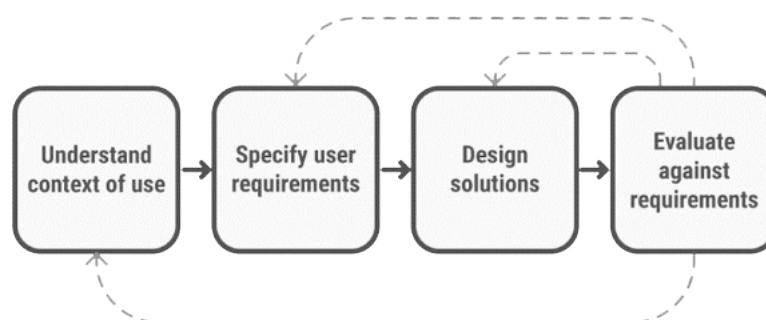 Understand
context of use
Specify user
requirements
Design
solutions
Evaluate
against
requirements